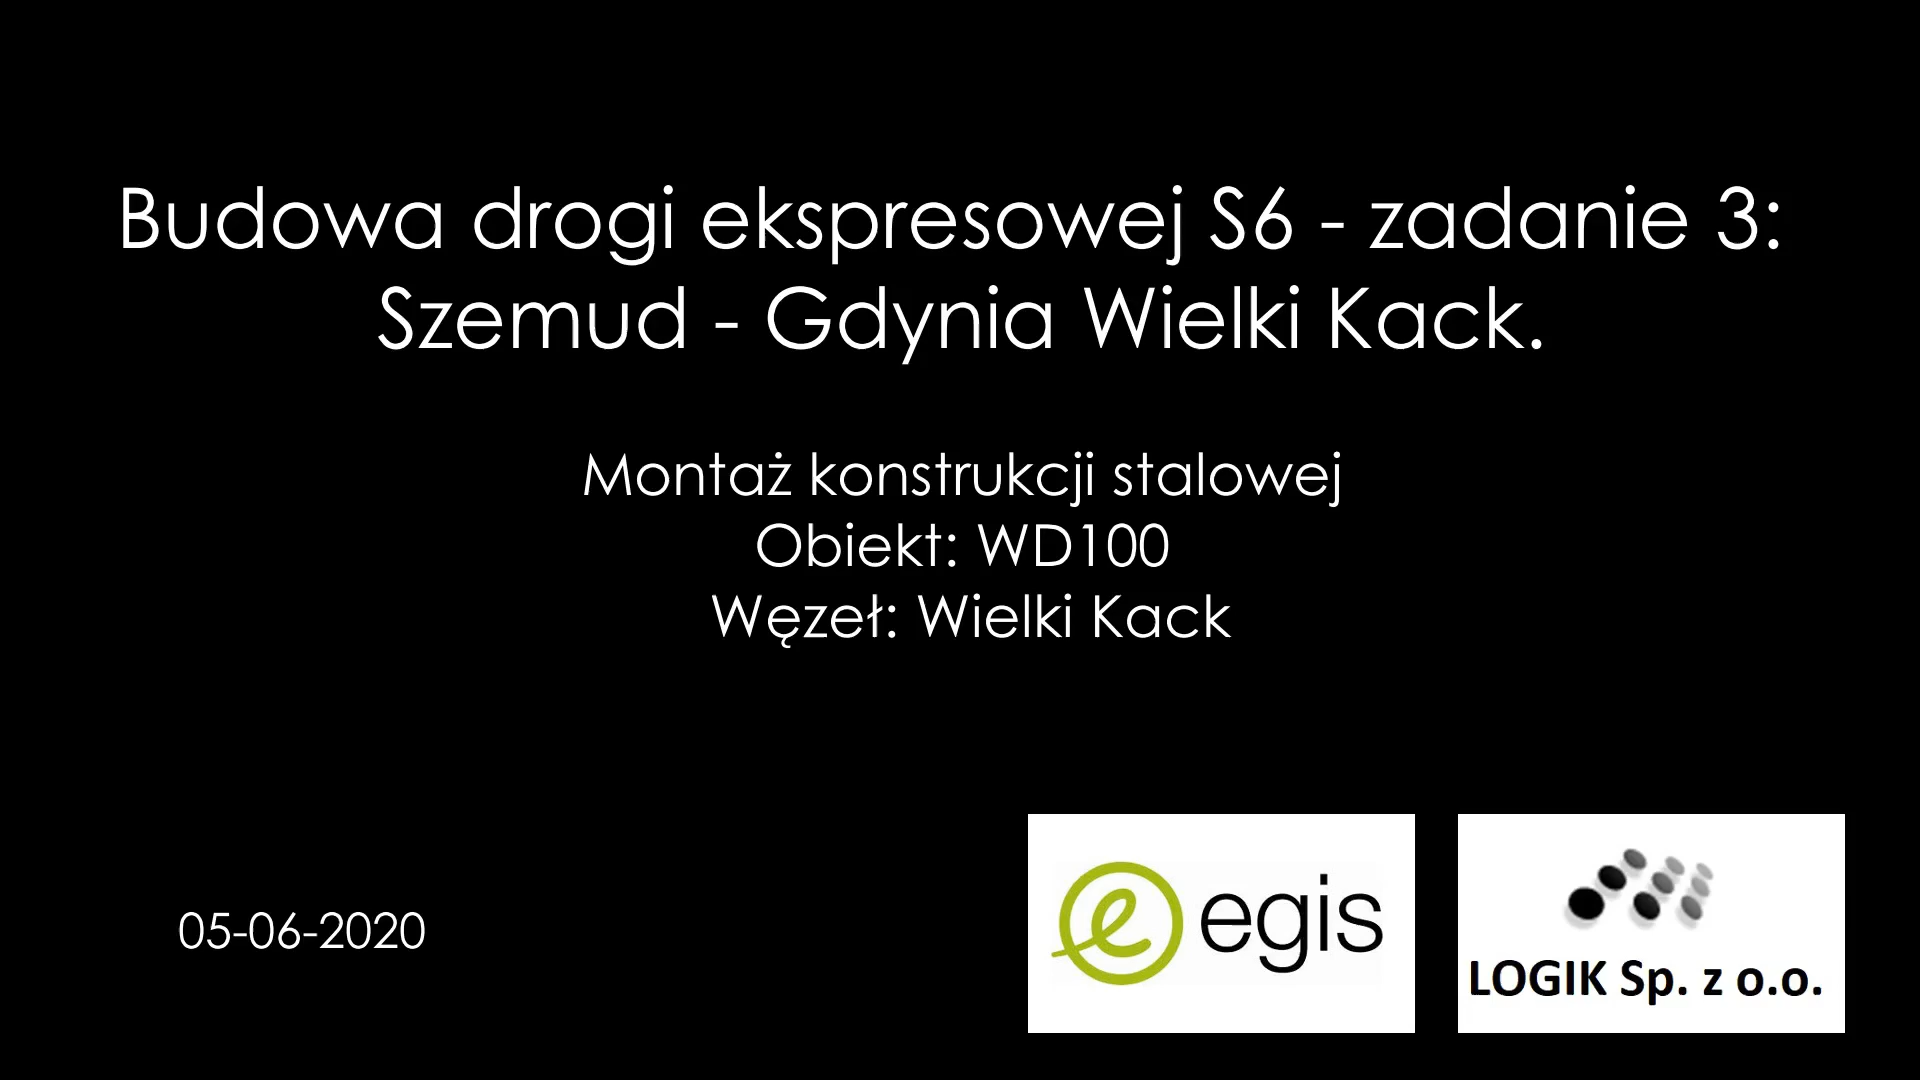 Budowa drogi ekspresowej S6 - zadanie 3:
Szemud - Gdynia Wielki Kack.
Montaż konstrukcji stalowej
Obiekt: WD100
Węzeł: Wielki Kack
05-06-2020
e egis
LOGIK Sp. z o.o.